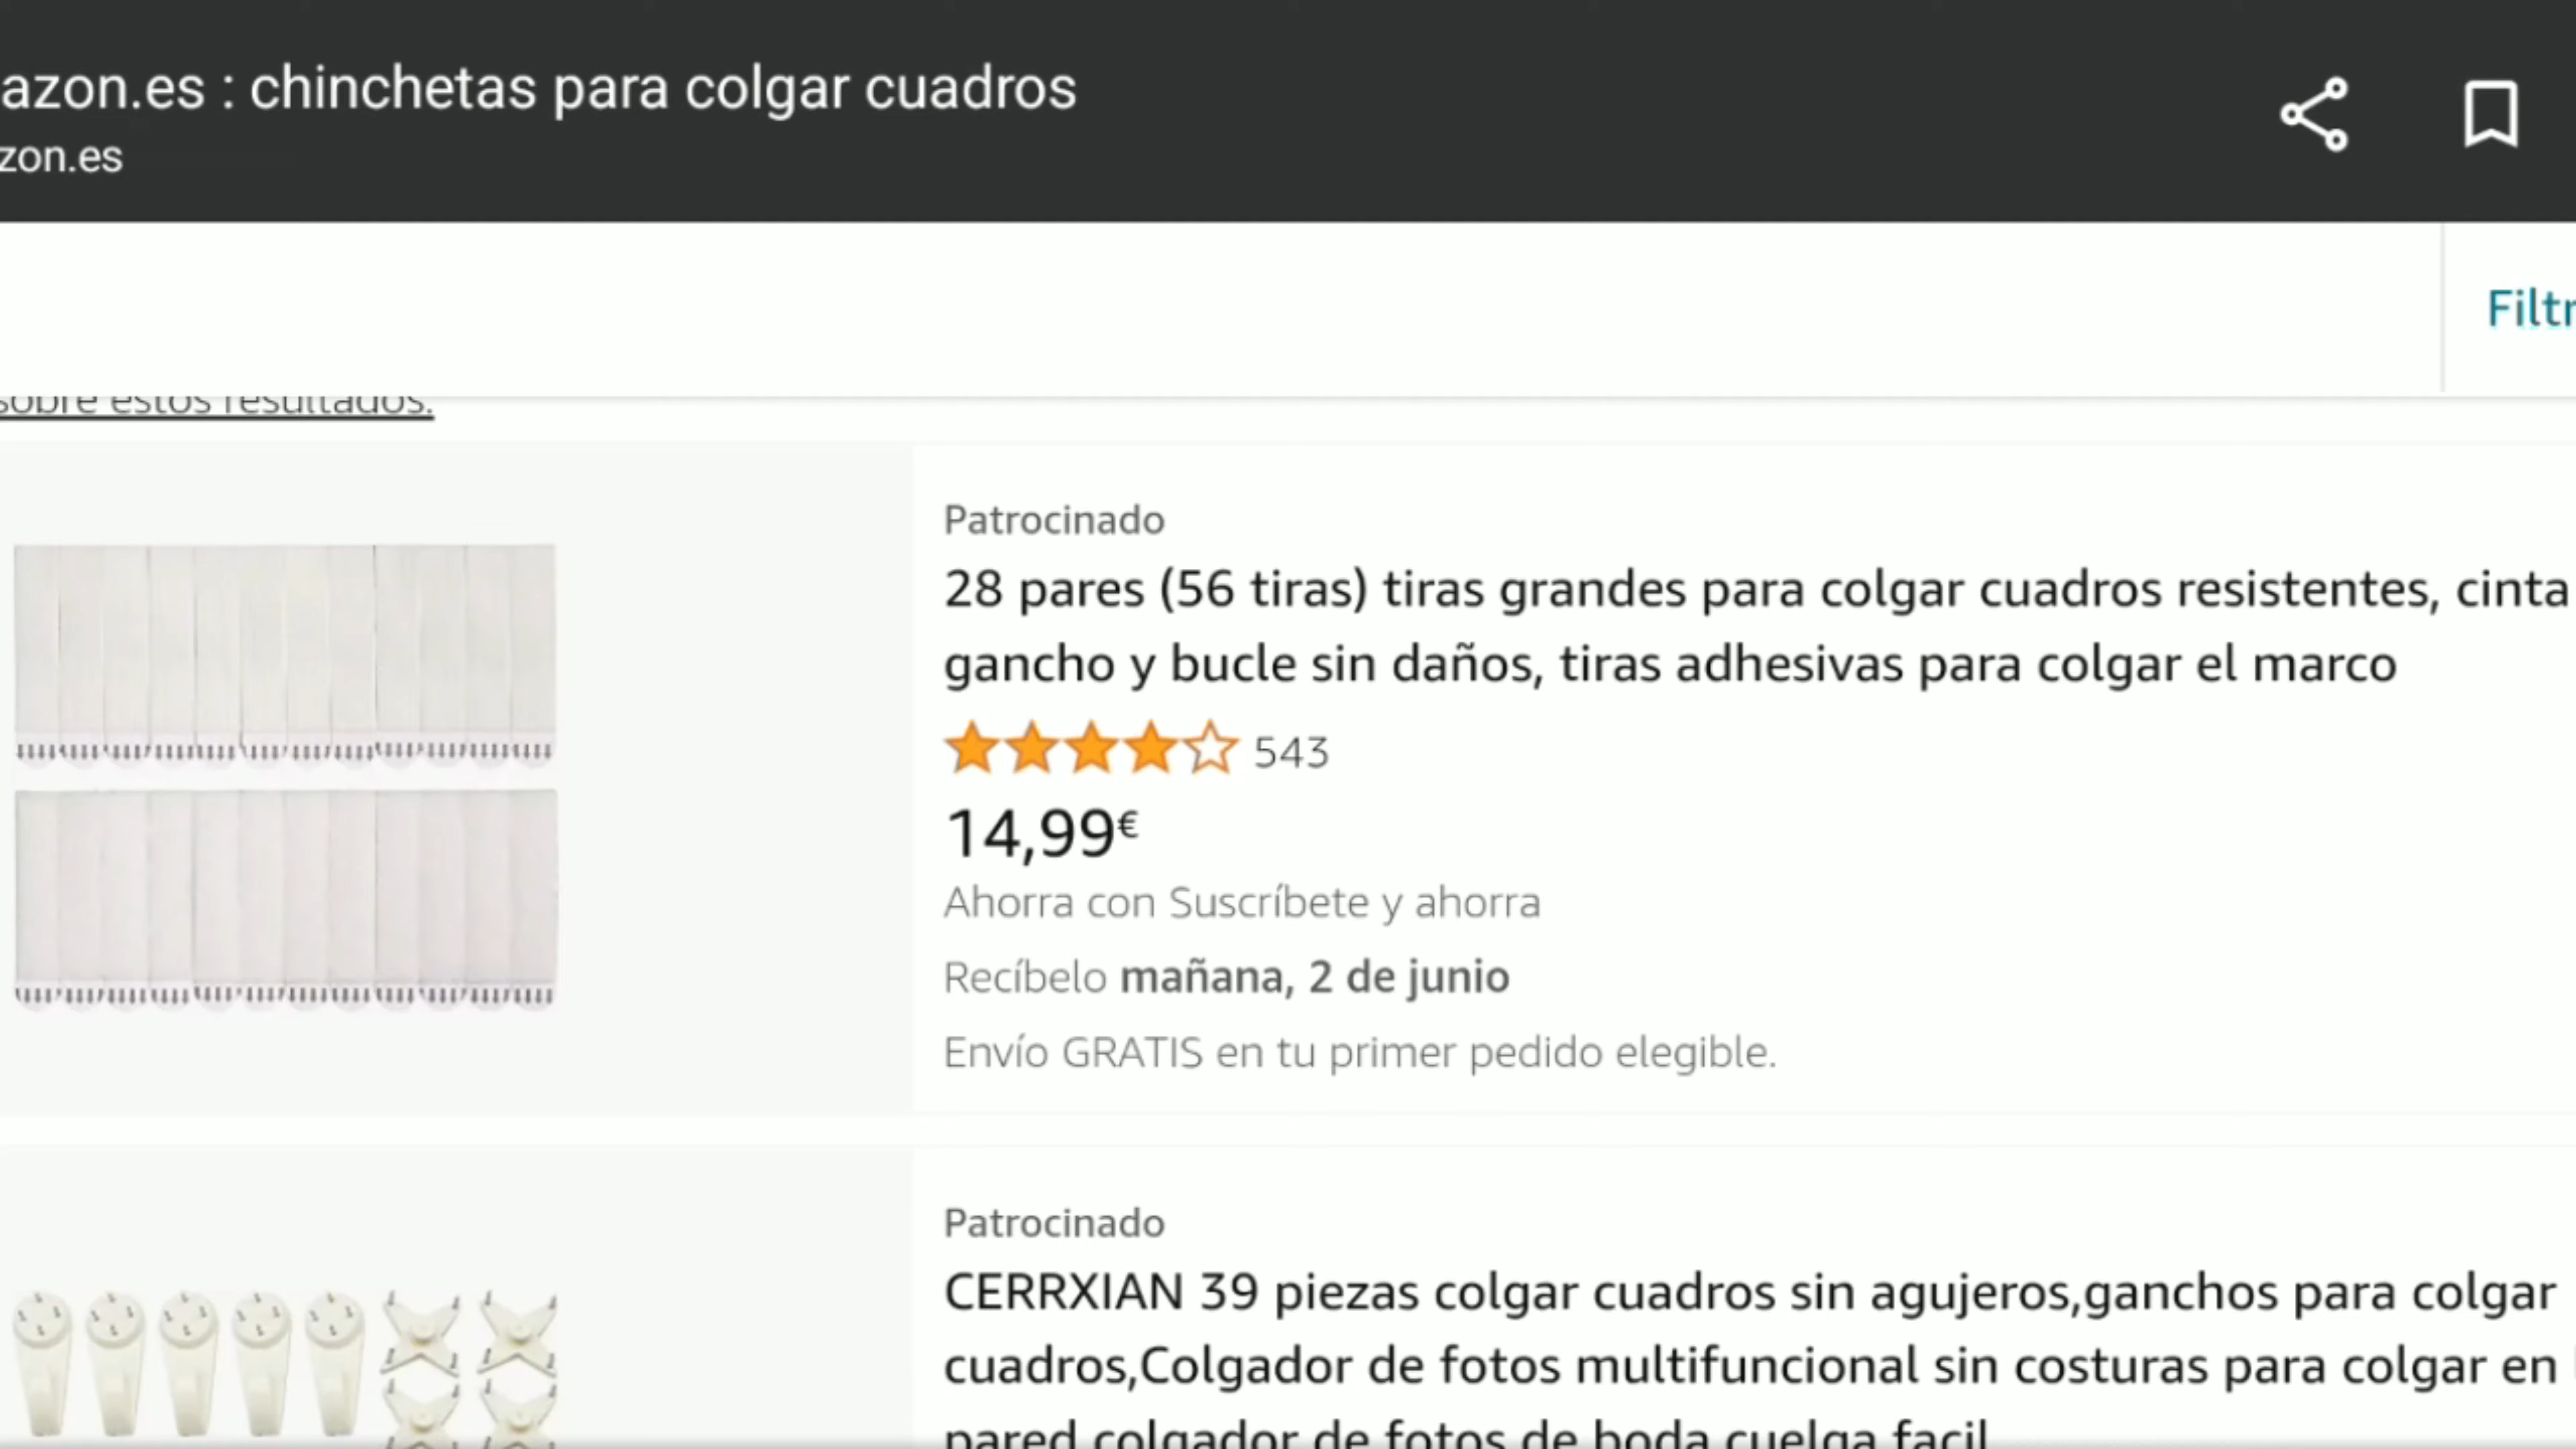 azon.es : chinchetas para colgar cuadros
zon.es
Filtr
sobre estos resultados.
Patrocinado
28 pares (56 tiras) tiras grandes para colgar cuadros resistentes, cinta
gancho y bucle sin daños, tiras adhesivas para colgar el marco
543
14,99€
Ahorra con Suscríbete y ahorra
Recíbelo mañana, 2 de junio
Envío GRATIS en tu primer pedido elegible.
Patrocinado
CERRXIAN 39 piezas colgar cuadros sin agujeros,ganchos para colgar
cuadros,Colgador de fotos multifuncional sin costuras para colgar en
pared colgador de fotos de boda cuelga facil